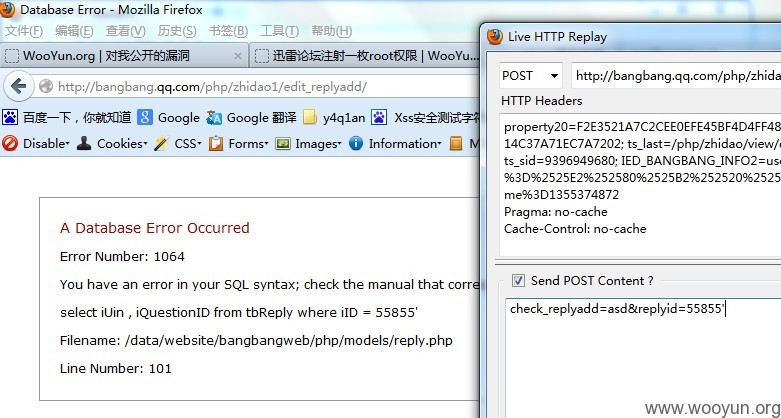 Database Error - Mozilla Firefox
文件(F) 编辑(E) 查看(V) 历史(S) 书签(B) 工具(T) 帮助(H)
WooYun.org | 对我公开的漏洞
迅雷论坛注射一枚root权限 | WooYu...
http://bangbang.qq.com/php/zhidao1/edit_replyadd/
百度一下，你就知道 Google Google 翻译 y4q1an Xss安全测试字符
Disable Cookies CSS Forms Images Information M
A Database Error Occurred
Error Number: 1064
You have an error in your SQL syntax; check the manual that corre
select iUin , iQuestionID from tbReply where iID = 55855'
Filename: /data/website/bangbangweb/php/models/reply.php
Line Number: 101
Live HTTP Replay
POST http://bangbang.qq.com/php/zhidao
HTTP Headers
property20=F2E3521A7C2CEE0EFE45BF4D4FF48
14C37A71EC7A7202; ts_last=/php/zhidao/view/
ts_sid=9396949680; IED_BANGBANG_INFO2=use
%3D%2525E2%252580%2525B2%252520%2525
me%3D1355374872
Pragma: no-cache
Cache-Control: no-cache
Send POST Content ?
check_replyadd=asd&replyid=55855'
www.wooyun.org